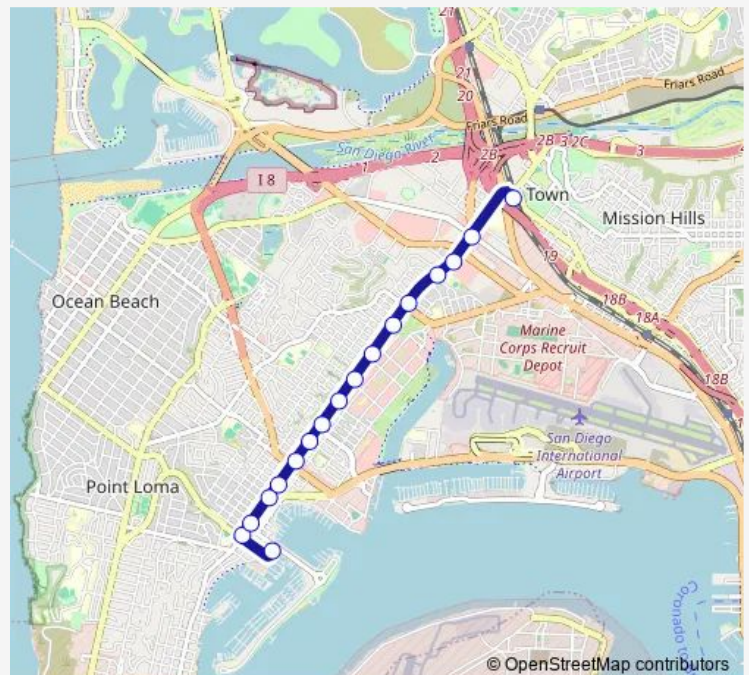 21
21
20
Friars Road
Friars Road
San Diego River
2B
3
2C
2B
3
1
2
I 8
Town
Mission Hills
19
Ocean Beach
18B
18A
Marine
Corps Recruit
Depot
18B
San Diego
International
Airport
Point Loma
Coronado to
© OpenStreetMap contributors